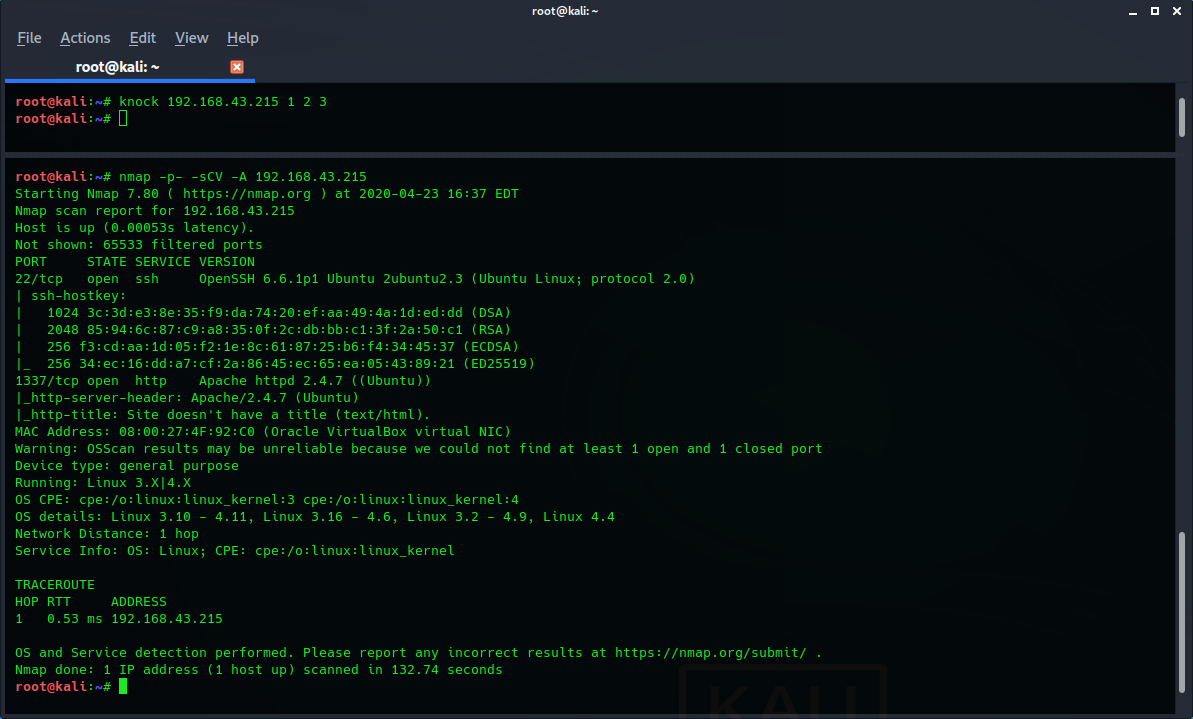 root@kali: ~
File Actions Edit View Help
root@kali: ~
root@kali:~# knock 192.168.43.215 1 2 3
root@kali:~#
root@kali:~# nmap -p- -sCV -A 192.168.43.215
Starting Nmap 7.80 ( https://nmap.org ) at 2020-04-23 16:37 EDT
Nmap scan report for 192.168.43.215
Host is up (0.00053s latency).
Not shown: 65533 filtered ports
PORT     STATE SERVICE VERSION
22/tcp   open  ssh     OpenSSH 6.6.1p1 Ubuntu 2ubuntu2.3 (Ubuntu Linux; protocol 2.0)
| ssh-hostkey:
|   1024 3c:3d:e3:8e:35:f9:da:74:20:ef:aa:49:4a:1d:ed:dd (DSA)
|   2048 85:94:6c:87:c9:a8:35:0f:2c:db:bb:c1:3f:2a:50:c1 (RSA)
|   256 f3:cd:aa:1d:05:f2:1e:8c:61:87:25:b6:f4:34:45:37 (ECDSA)
|_  256 34:ec:16:dd:a7:cf:2a:86:45:ec:65:ea:05:43:89:21 (ED25519)
1337/tcp open  http    Apache httpd 2.4.7 ((Ubuntu))
|_http-server-header: Apache/2.4.7 (Ubuntu)
|_http-title: Site doesn't have a title (text/html).
MAC Address: 08:00:27:4F:92:C0 (Oracle VirtualBox virtual NIC)
Warning: OSScan results may be unreliable because we could not find at least 1 open and 1 closed port
Device type: general purpose
Running: Linux 3.X|4.X
OS CPE: cpe:/o:linux:linux_kernel:3 cpe:/o:linux:linux_kernel:4
OS details: Linux 3.10 - 4.11, Linux 3.16 - 4.6, Linux 3.2 - 4.9, Linux 4.4
Network Distance: 1 hop
Service Info: OS: Linux; CPE: cpe:/o:linux:linux_kernel
TRACEROUTE
HOP RTT     ADDRESS
1   0.53 ms 192.168.43.215
OS and Service detection performed. Please report any incorrect results at https://nmap.org/submit/ .
Nmap done: 1 IP address (1 host up) scanned in 132.74 seconds
root@kali:~#
KALI